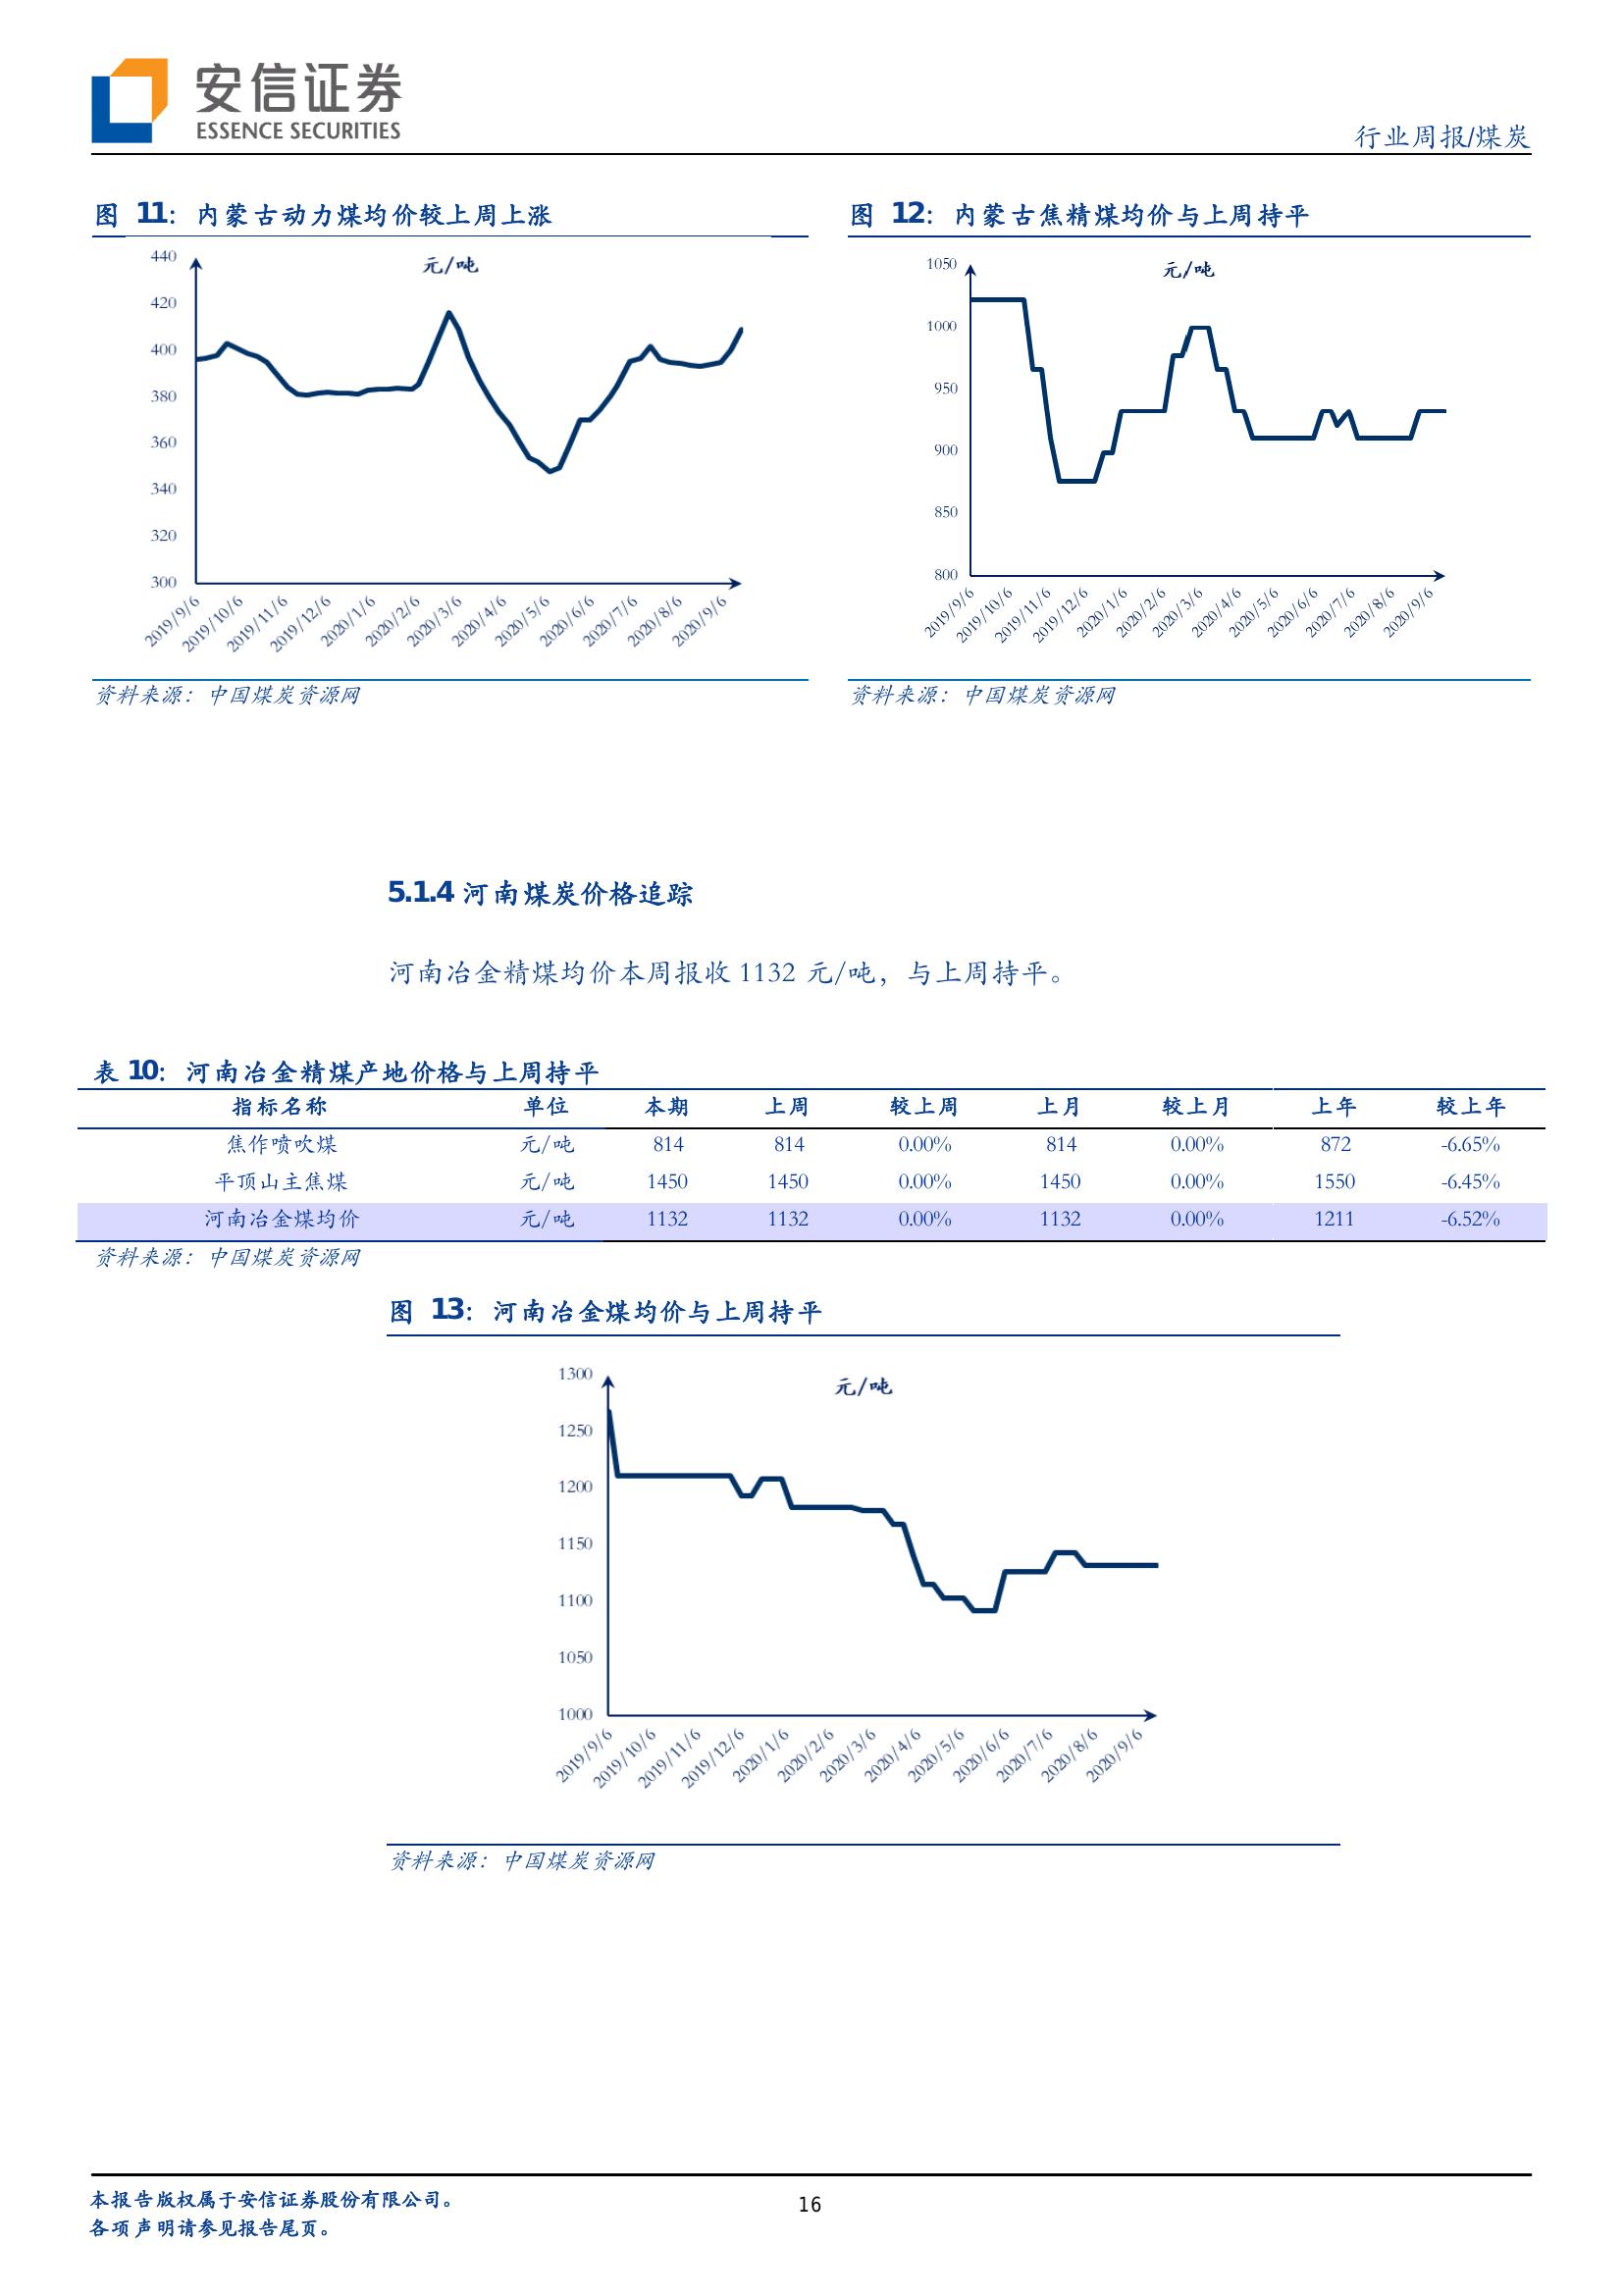 安信证券
ESSENCE SECURITIES
行业周报/煤炭
图 11：内蒙古动力煤均价较上周上涨
元/吨
440
420
400
380
360
340
320
300
2019/9/6 2019/10/6 2019/11/6 2019/12/6 2020/1/6 2020/2/6 2020/3/6 2020/4/6 2020/5/6 2020/6/6 2020/7/6 2020/8/6 2020/9/6
资料来源：中国煤炭资源网
图 12：内蒙古焦精煤均价与上周持平
元/吨
1050
1000
950
900
850
800
2019/9/6 2019/10/6 2019/11/6 2019/12/6 2020/1/6 2020/2/6 2020/3/6 2020/4/6 2020/5/6 2020/6/6 2020/7/6 2020/8/6 2020/9/6
资料来源：中国煤炭资源网
5.1.4 河南煤炭价格追踪
河南冶金精煤均价本周报收 1132 元/吨，与上周持平。
表 10：河南冶金精煤产地价格与上周持平
指标名称 单位 本期 上周 较上周 上月 较上月 上年 较上年
焦作喷吹煤 元/吨 814 814 0.00% 814 0.00% 872 -6.65%
平顶山主焦煤 元/吨 1450 1450 0.00% 1450 0.00% 1550 -6.45%
河南冶金煤均价 元/吨 1132 1132 0.00% 1132 0.00% 1211 -6.52%
资料来源：中国煤炭资源网
图 13：河南冶金煤均价与上周持平
元/吨
1300
1250
1200
1150
1100
1050
1000
2019/9/6 2019/10/6 2019/11/6 2019/12/6 2020/1/6 2020/2/6 2020/3/6 2020/4/6 2020/5/6 2020/6/6 2020/7/6 2020/8/6 2020/9/6
资料来源：中国煤炭资源网
本报告版权属于安信证券股份有限公司。
各项声明请参见报告尾页。
16